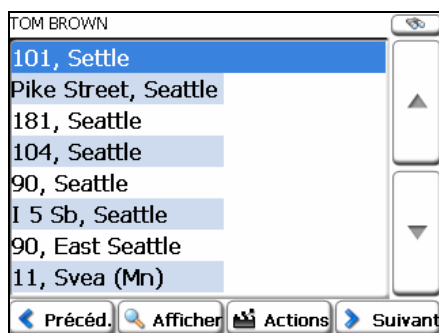 TOM BROWN
101, Settle
Pike Street, Seattle
181, Seattle
104, Seattle
90, Seattle
I 5 Sb, Seattle
90, East Seattle
11, Svea (Mn)
Précéd. Afficher Actions Suivant